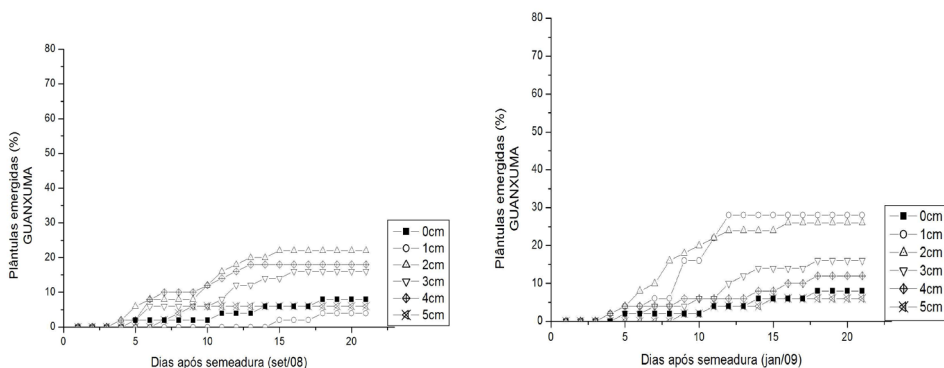 Plântulas emergidas (%)
GUANXUMA
80
70
60
50
40
30
20
10
0
0
5
10
15
20
Dias após semeadura (set/08)
0cm
1cm
2cm
3cm
4cm
5cm
Plântulas emergidas (%)
GUANXUMA
80
70
60
50
40
30
20
10
0
0
5
10
15
20
Dias após semeadura (jan/09)
0cm
1cm
2cm
3cm
4cm
5cm